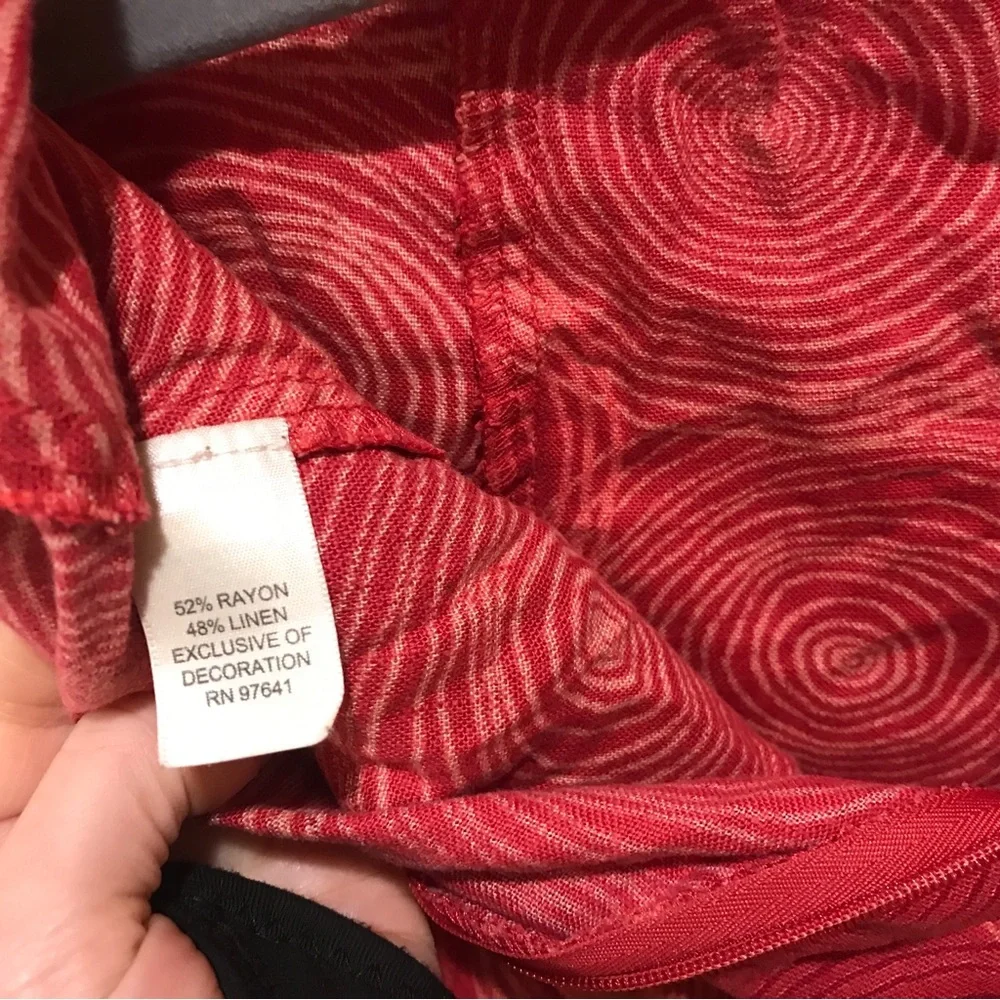 52% RAYON
48% LINEN
EXCLUSIVE OF
DECORATION
RN 97641